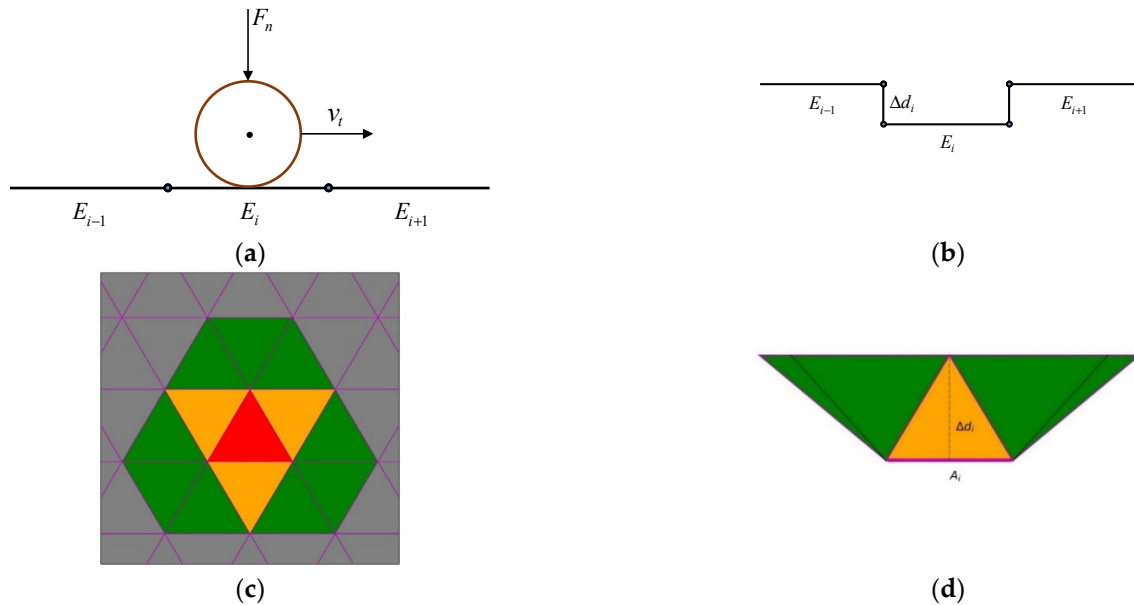 F_n
v_t
E_{i−1} E_i E_{i+1}
(a)
E_{i−1} Δd_i E_{i+1}
E_i
(b)
(c)
Δd_i
A_i
(d)